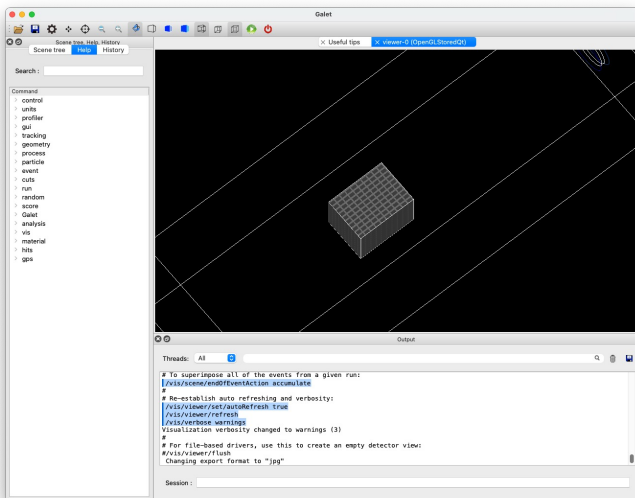 Galet
Scene tree, Help, History
Scene tree Help History
Search :
Command
control
units
profiler
gui
tracking
geometry
process
particle
event
cuts
run
random
score
Galet
analysis
vis
material
hits
gps
Useful tips
viewer-0 (OpenGLStoredQt)
Output
Threads: All
# To superimpose all of the events from a given run:
/vis/scene/endOfEventAction accumulate
#
# Re-establish auto refreshing and verbosity:
/vis/viewer/set/autoRefresh true
/vis/viewer/refresh
/vis/verbose warnings
Visualization verbosity changed to warnings (3)
#
# For file-based drivers, use this to create an empty detector view:
#/vis/viewer/flush
Changing export format to "jpg"
Session :